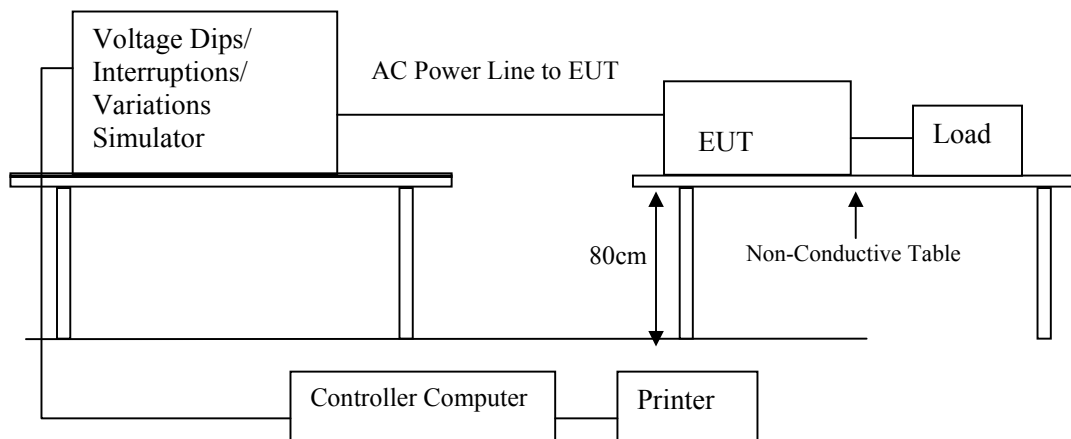 Voltage Dips/
Interruptions/
Variations
Simulator
AC Power Line to EUT
EUT
Load
80cm
Non-Conductive Table
Controller Computer
Printer